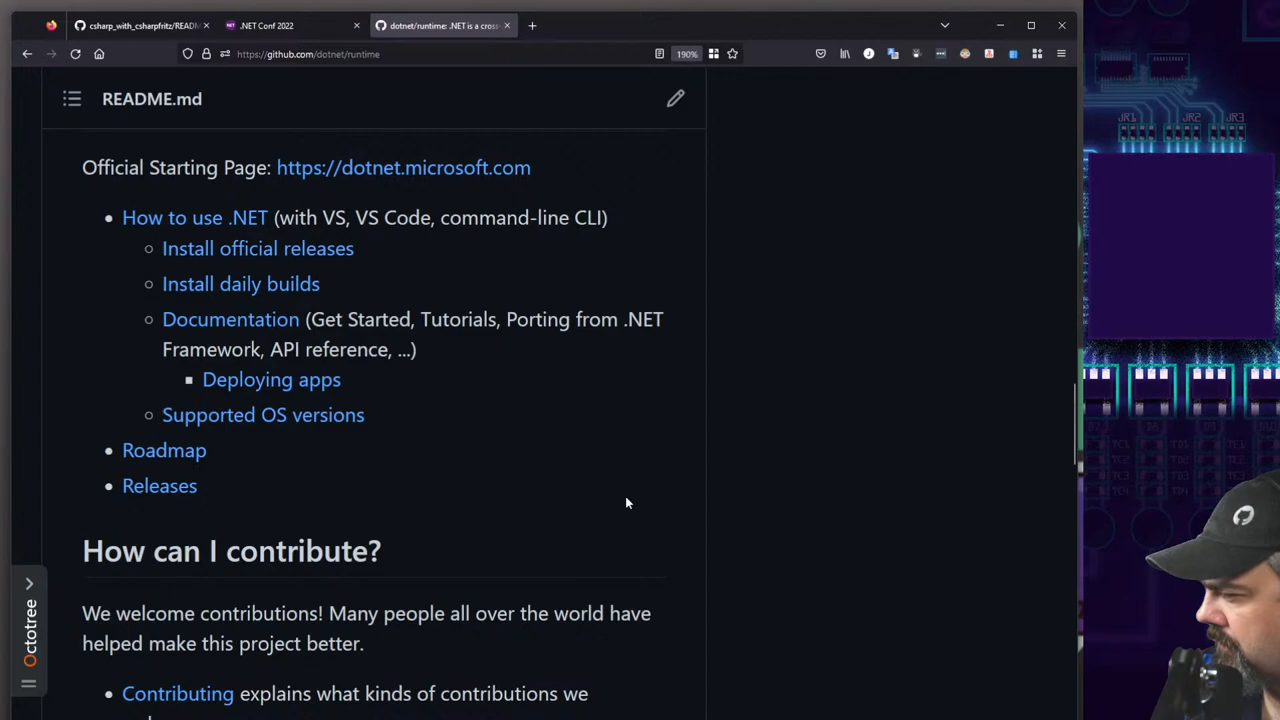 csharp_with_csharpfritz/READM
.NET Conf 2022
dotnet/runtime: .NET is a cross-
https://github.com/dotnet/runtime
190%
README.md
Official Starting Page: https://dotnet.microsoft.com
How to use .NET (with VS, VS Code, command-line CLI)
Install official releases
Install daily builds
Documentation (Get Started, Tutorials, Porting from .NET
Framework, API reference, ...)
Deploying apps
Supported OS versions
Roadmap
Releases
How can I contribute?
We welcome contributions! Many people all over the world have
helped make this project better.
Contributing explains what kinds of contributions we
Octotree
JR1
JR2
JR3